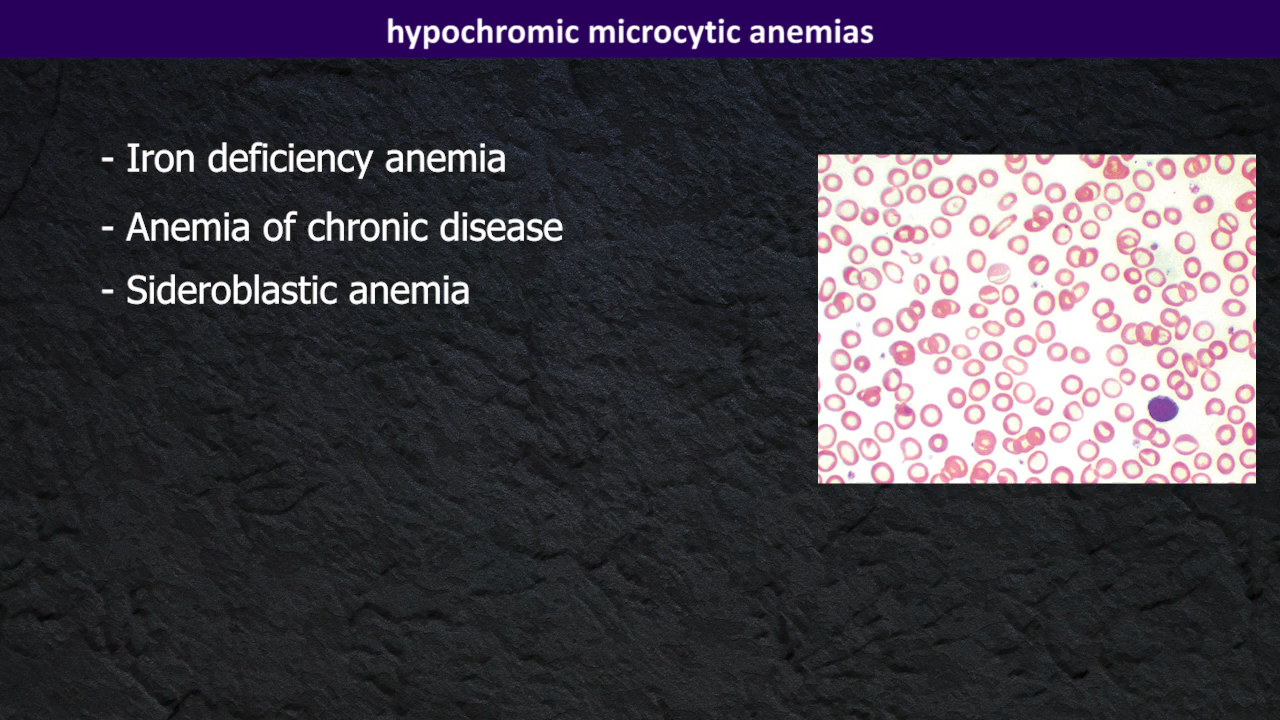 hypochromic microcytic anemias
- Iron deficiency anemia
- Anemia of chronic disease
- Sideroblastic anemia